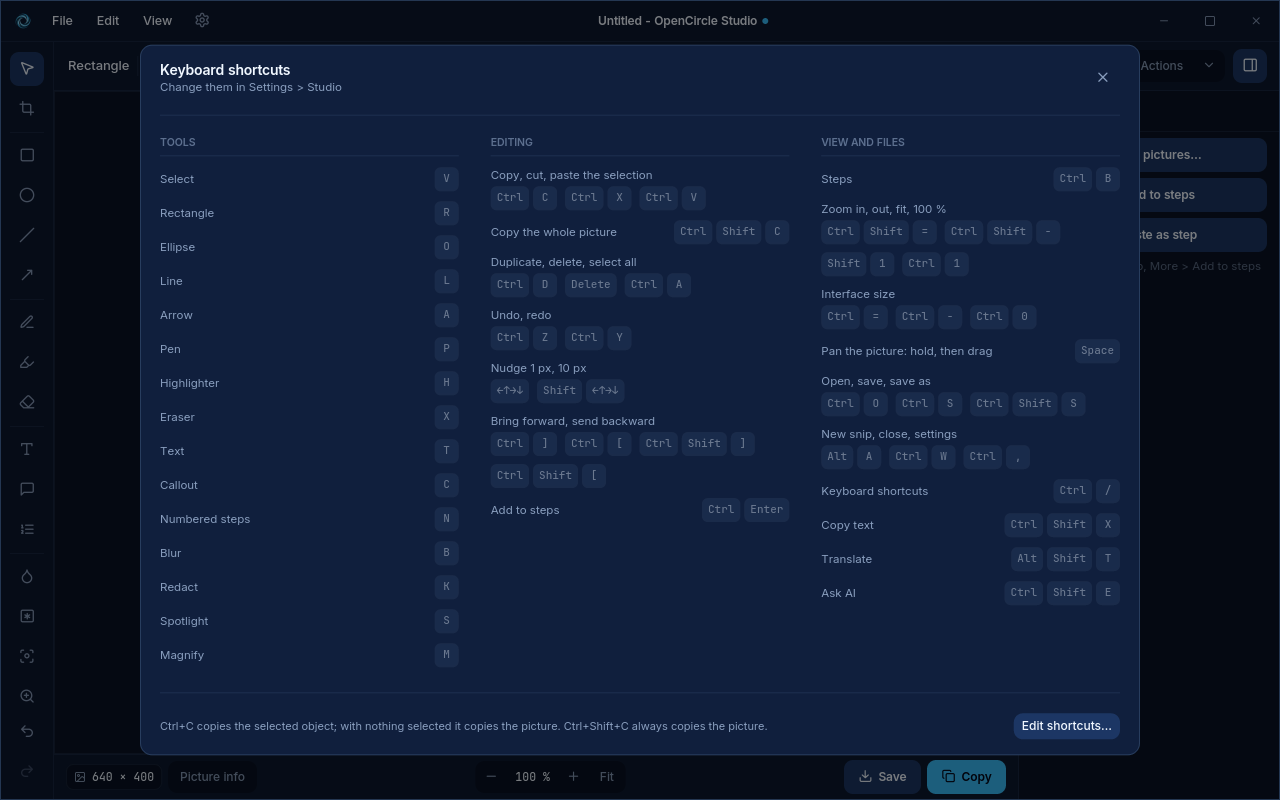 File Edit View
Untitled - OpenCircle Studio
Rectangle
Actions
Keyboard shortcuts
Change them in Settings > Studio
TOOLS
Select V
Rectangle R
Ellipse O
Line L
Arrow A
Pen P
Highlighter H
Eraser X
Text T
Callout C
Numbered steps N
Blur B
Redact K
Spotlight S
Magnify M
EDITING
Copy, cut, paste the selection
Ctrl C Ctrl X Ctrl V
Copy the whole picture Ctrl Shift C
Duplicate, delete, select all
Ctrl D Delete Ctrl A
Undo, redo
Ctrl Z Ctrl Y
Nudge 1 px, 10 px
←↑→↓ Shift ←↑→↓
Bring forward, send backward
Ctrl ] Ctrl [ Ctrl Shift ]
Ctrl Shift [
Add to steps Ctrl Enter
VIEW AND FILES
Steps Ctrl B
Zoom in, out, fit, 100 %
Ctrl Shift = Ctrl Shift -
Shift 1 Ctrl 1
Interface size
Ctrl = Ctrl - Ctrl 0
Pan the picture: hold, then drag Space
Open, save, save as
Ctrl O Ctrl S Ctrl Shift S
New snip, close, settings
Alt A Ctrl W Ctrl ,
Keyboard shortcuts Ctrl /
Copy text Ctrl Shift X
Translate Alt Shift T
Ask AI Ctrl Shift E
Ctrl+C copies the selected object; with nothing selected it copies the picture. Ctrl+Shift+C always copies the picture.
Edit shortcuts...
pictures...
to steps
as step
More > Add to steps
640 × 400 Picture info
100 % Fit
Save Copy